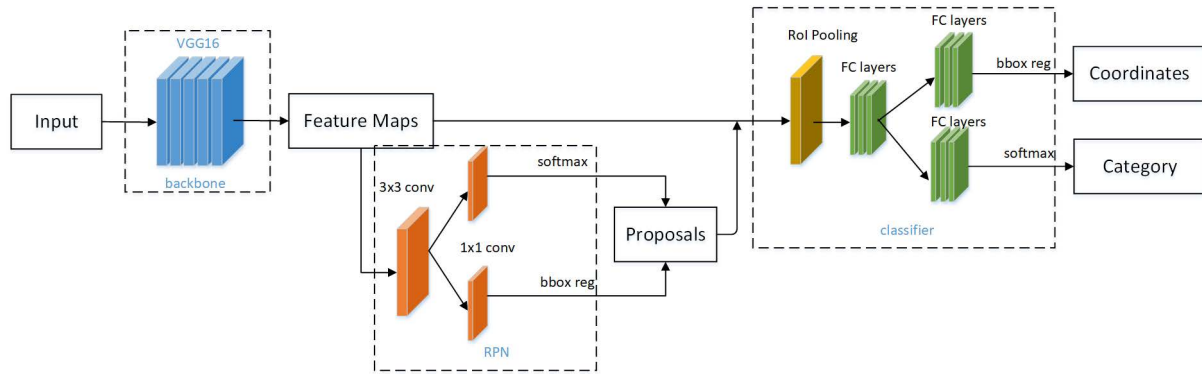 Input
VGG16
backbone
Feature Maps
3x3 conv
1x1 conv
softmax
bbox reg
RPN
Proposals
RoI Pooling
FC layers
FC layers
FC layers
classifier
bbox reg
softmax
Coordinates
Category